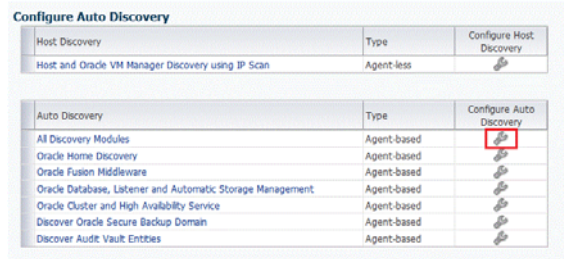 Configure Auto Discovery
Host Discovery Type Configure Host Discovery
Host and Oracle VM Manager Discovery using IP Scan Agent-less
Auto Discovery Type Configure Auto Discovery
All Discovery Modules Agent-based
Oracle Home Discovery Agent-based
Oracle Fusion Middleware Agent-based
Oracle Database, Listener and Automatic Storage Management Agent-based
Oracle Cluster and High Availability Service Agent-based
Discover Oracle Secure Backup Domain Agent-based
Discover Audit Vault Entities Agent-based